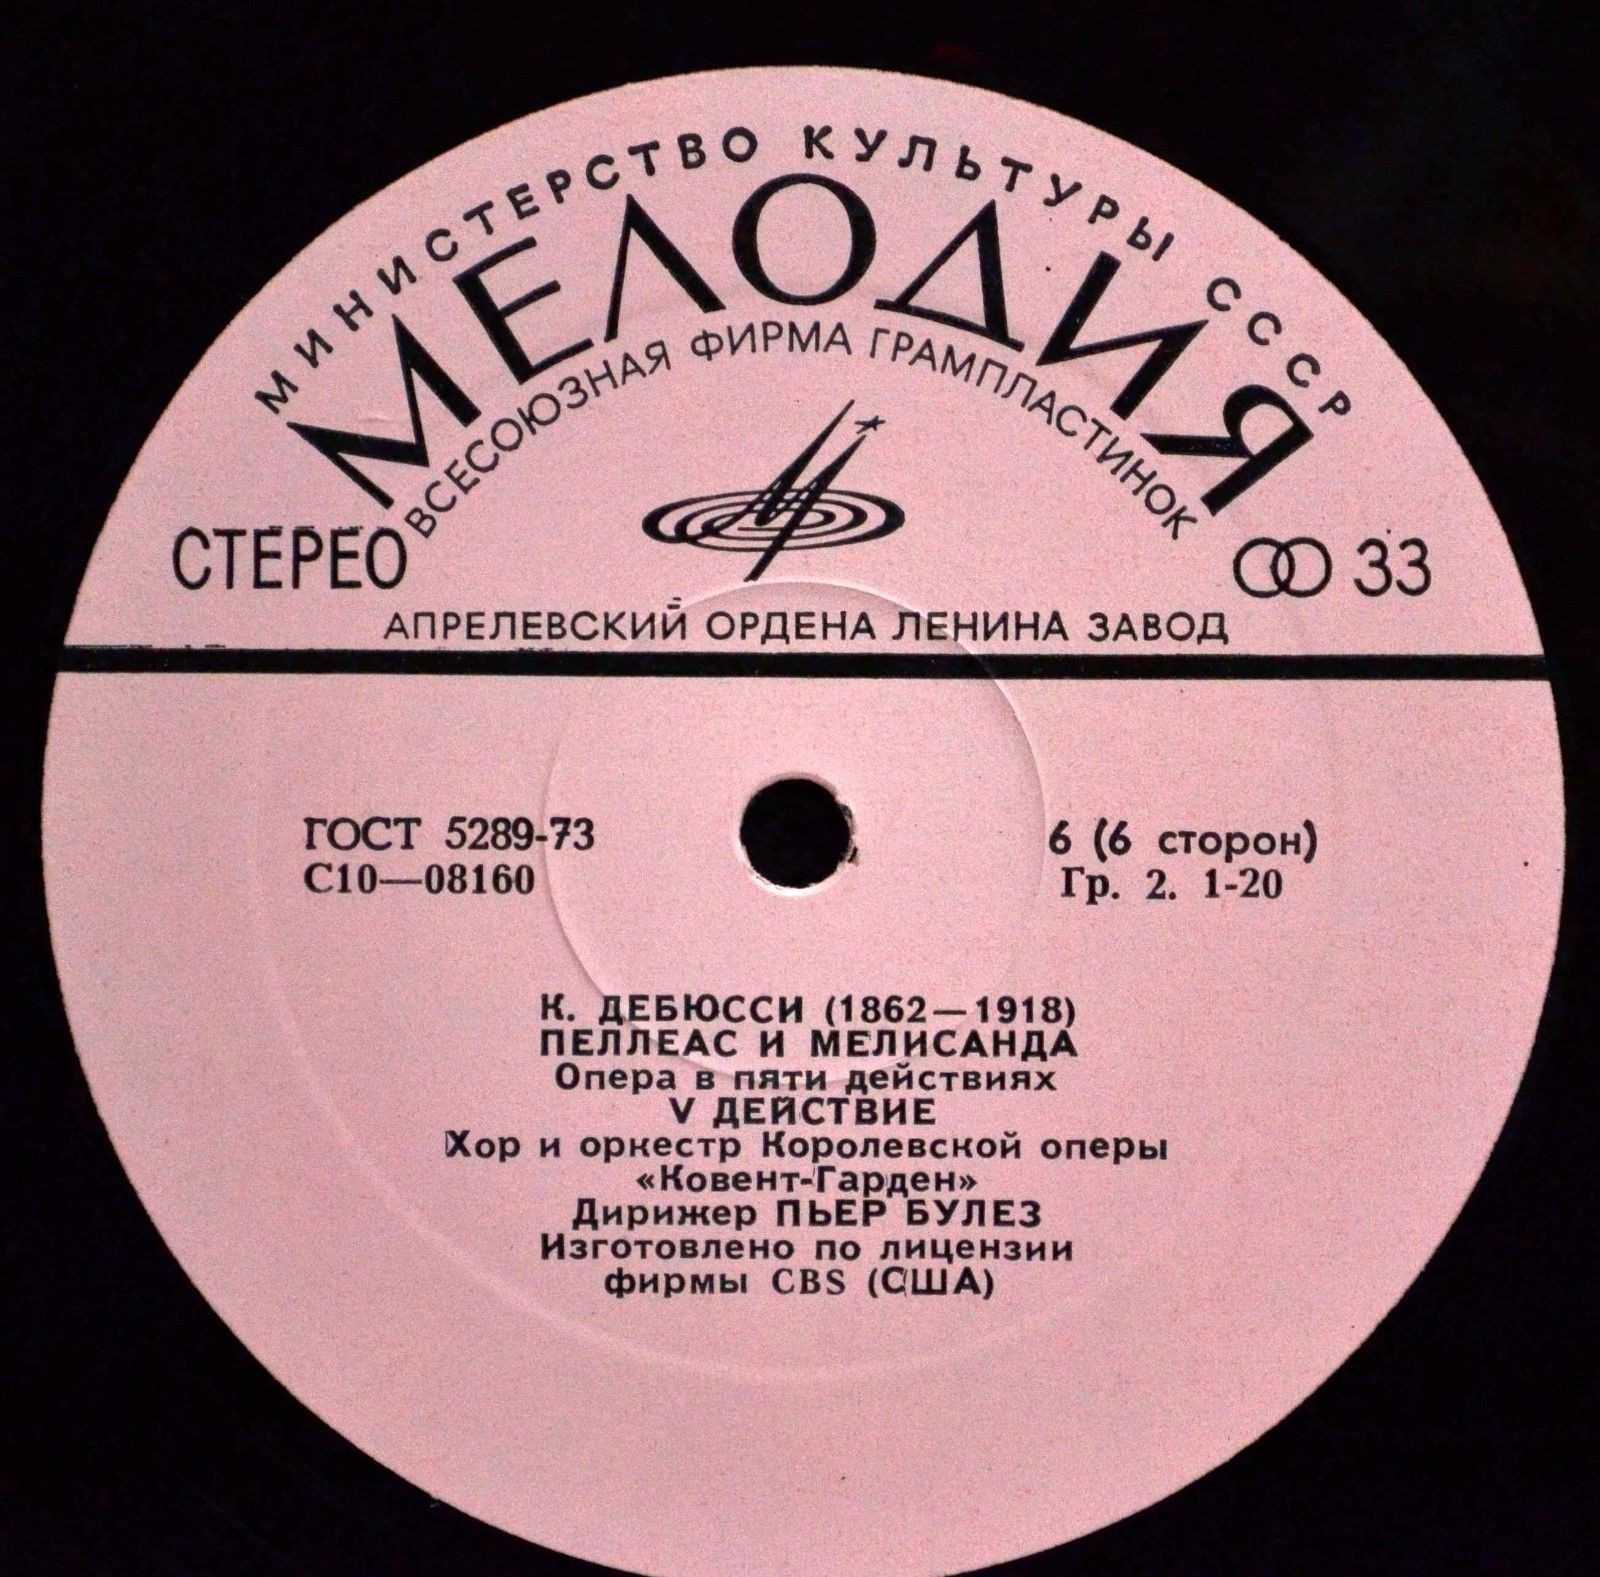 МИНИСТЕРСТВО КУЛЬТУРЫ СССР
МЕЛОДИЯ
ВСЕСОЮЗНАЯ ФИРМА ГРАМПЛАСТИНОК
СТЕРЕО
33
АПРЕЛЕВСКИЙ ОРДЕНА ЛЕНИНА ЗАВОД
ГОСТ 5289-73
С10—08160
6 (6 сторон)
Гр. 2. 1-20
К. ДЕБЮССИ (1862—1918)
ПЕЛЛЕАС И МЕЛИСАНДА
Опера в пяти действиях
V ДЕЙСТВИЕ
Хор и оркестр Королевской оперы
«Ковент-Гарден»
Дирижер ПЬЕР БУЛЕЗ
Изготовлено по лицензии
фирмы CBS (США)